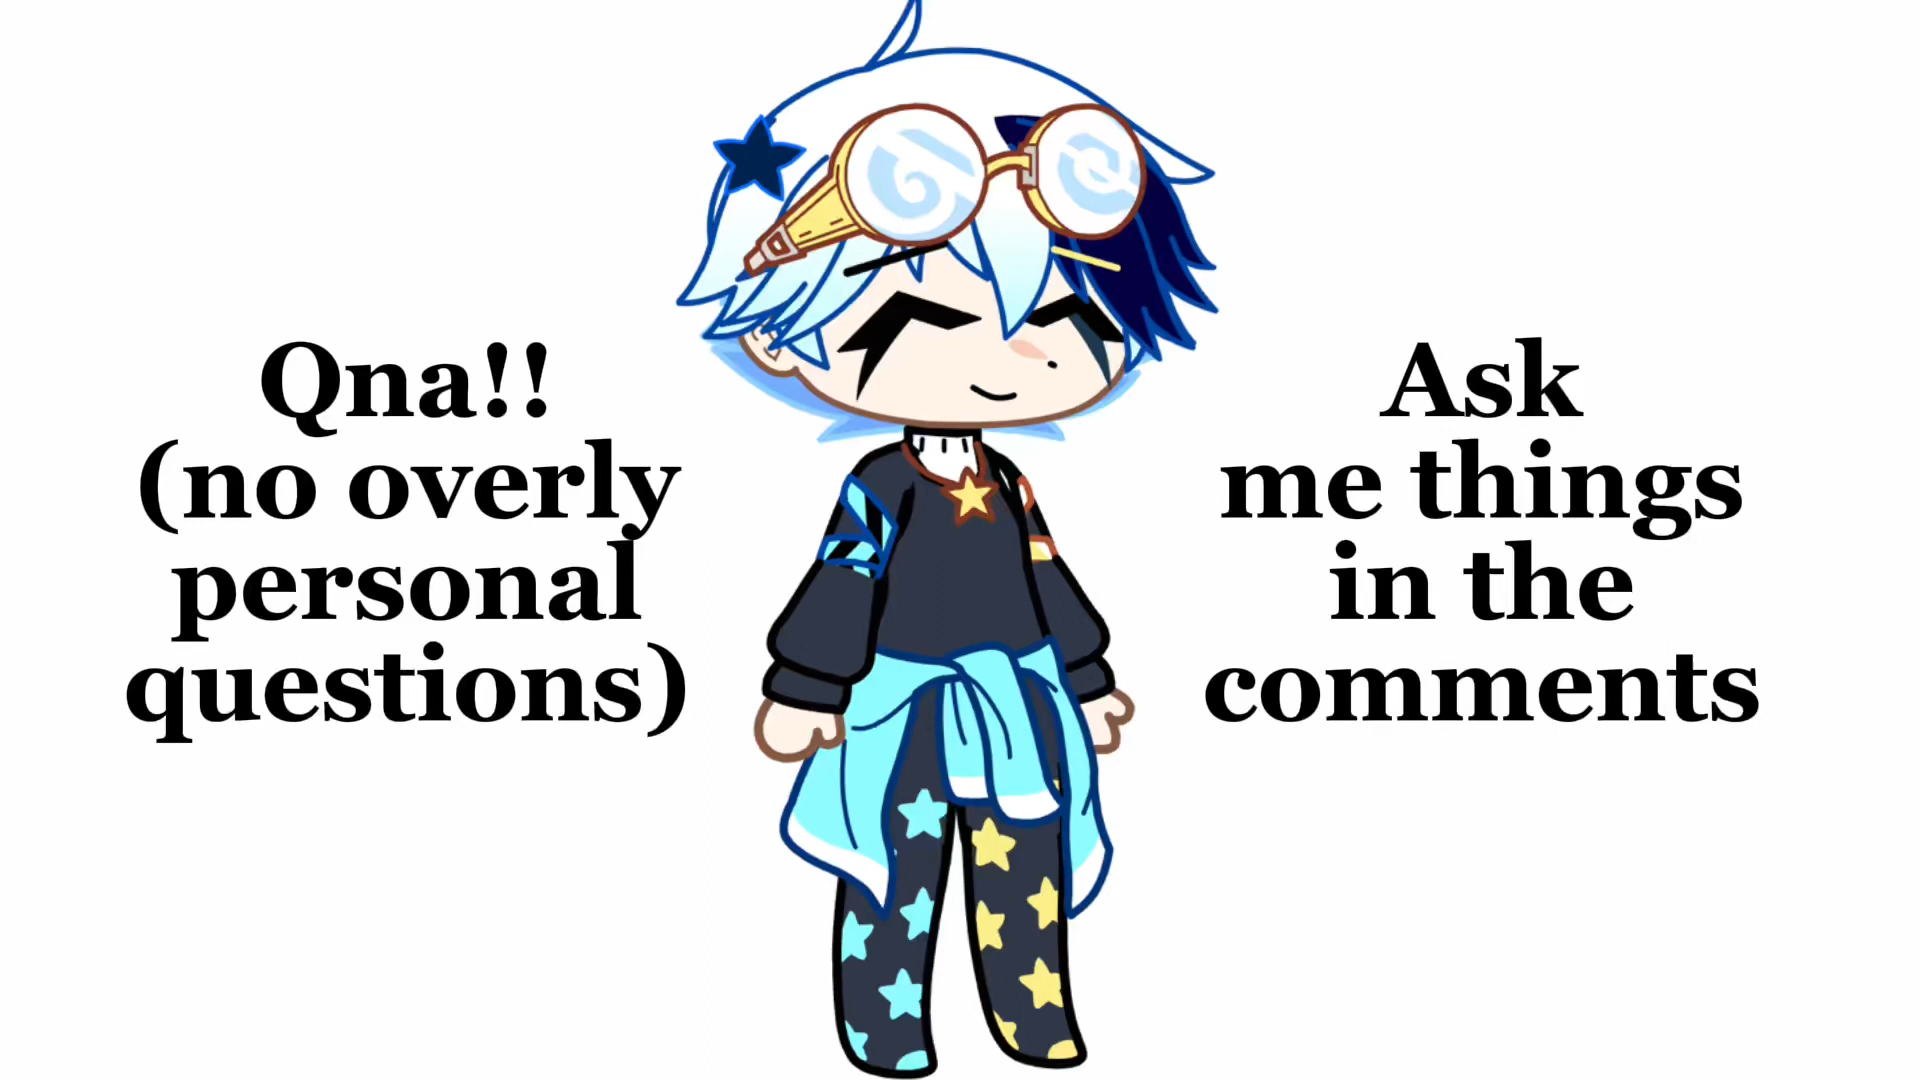 Qna!!
(no overly
personal
questions)
Ask
me things
in the
comments